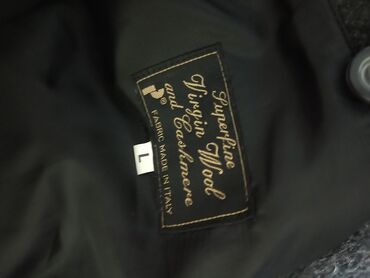 Superfine
Virgin Wool
and Cashmere
P®
FABRIC MADE IN ITALY
L